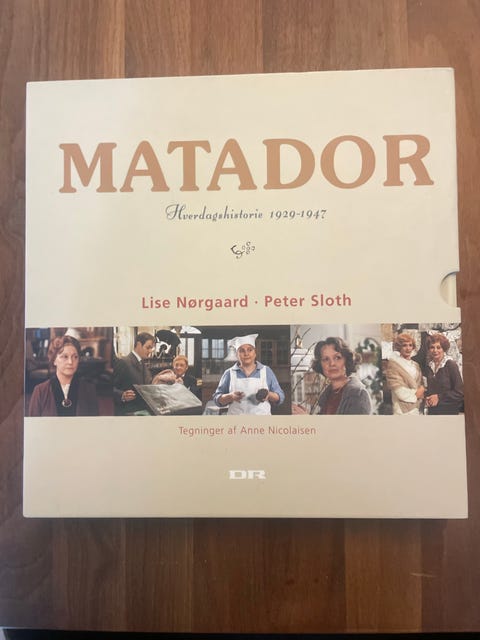 MATADOR
Hverdagshistorie 1929-1947
Lise Nørgaard · Peter Sloth
Tegninger af Anne Nicolaisen
DR